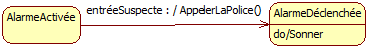 AlarmeActivée
entréeSuspecte : / AppelerLaPolice()
AlarmeDéclenchée
do/Sonner